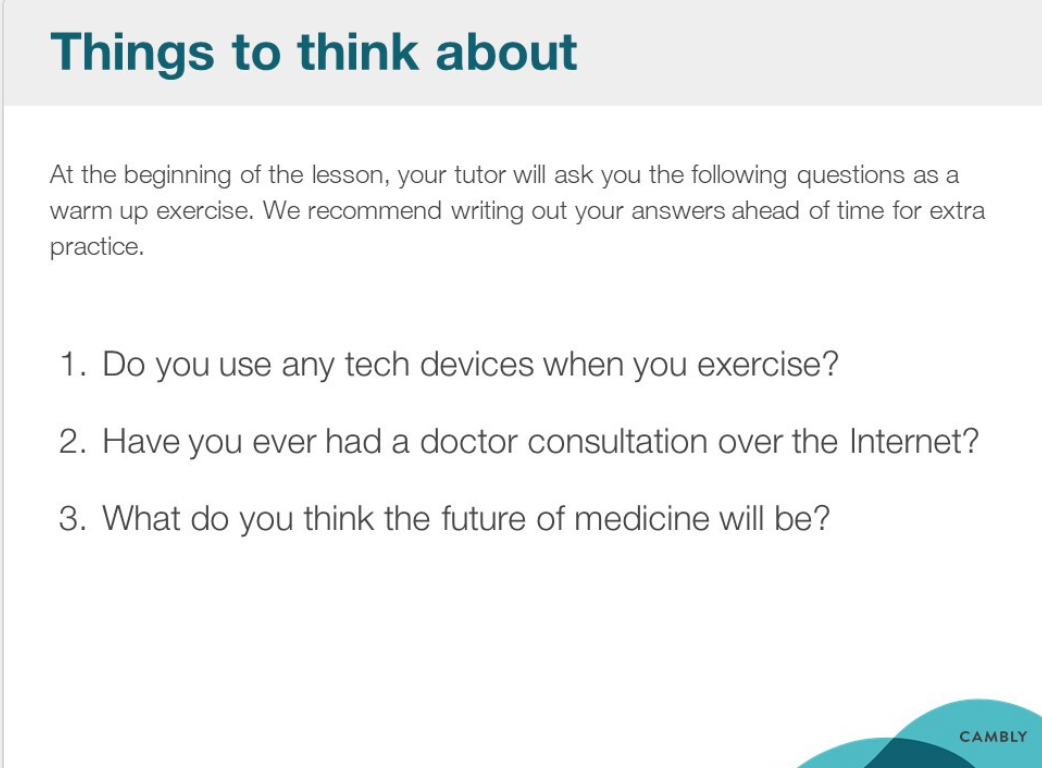 Things to think about
At the beginning of the lesson, your tutor will ask you the following questions as a
warm up exercise. We recommend writing out your answers ahead of time for extra
practice.
1. Do you use any tech devices when you exercise?
2. Have you ever had a doctor consultation over the Internet?
3. What do you think the future of medicine will be?
CAMBLY